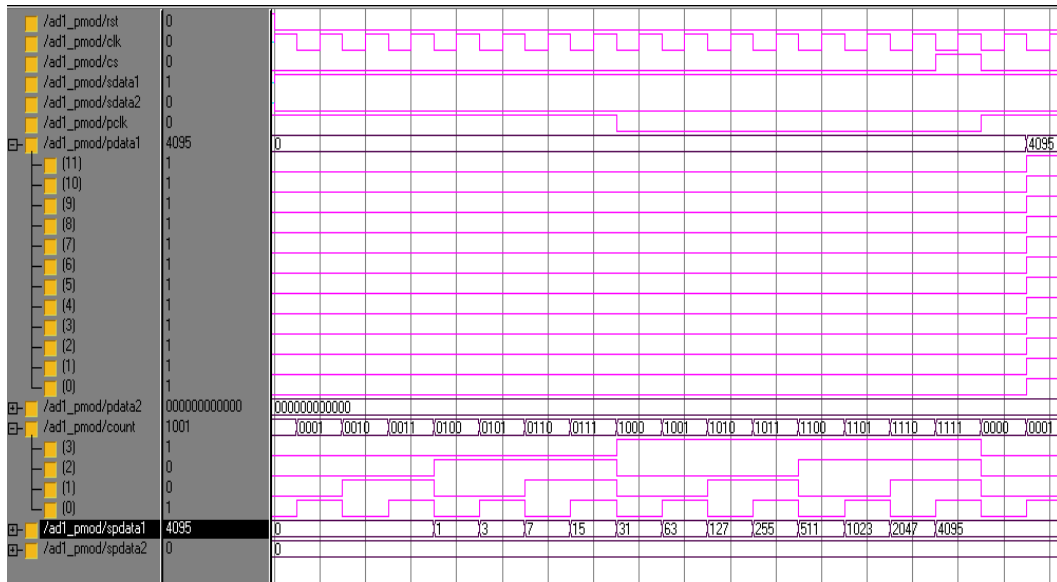 /ad1_pmod/rst 0
/ad1_pmod/clk 0
/ad1_pmod/cs 0
/ad1_pmod/sdata1 1
/ad1_pmod/sdata2 0
/ad1_pmod/pclk 0
/ad1_pmod/pdata1 4095 0 4095
(11) 1
(10) 1
(9) 1
(8) 1
(7) 1
(6) 1
(5) 1
(4) 1
(3) 1
(2) 1
(1) 1
(0) 1
/ad1_pmod/pdata2 000000000000 000000000000
/ad1_pmod/count 1001 0001 0010 0011 0100 0101 0110 0111 1000 1001 1010 1011 1100 1101 1110 1111 0000 0001
(3) 1
(2) 0
(1) 0
(0) 1
/ad1_pmod/spdata1 4095 0 1 3 7 15 31 63 127 255 511 1023 2047 4095
/ad1_pmod/spdata2 0 0